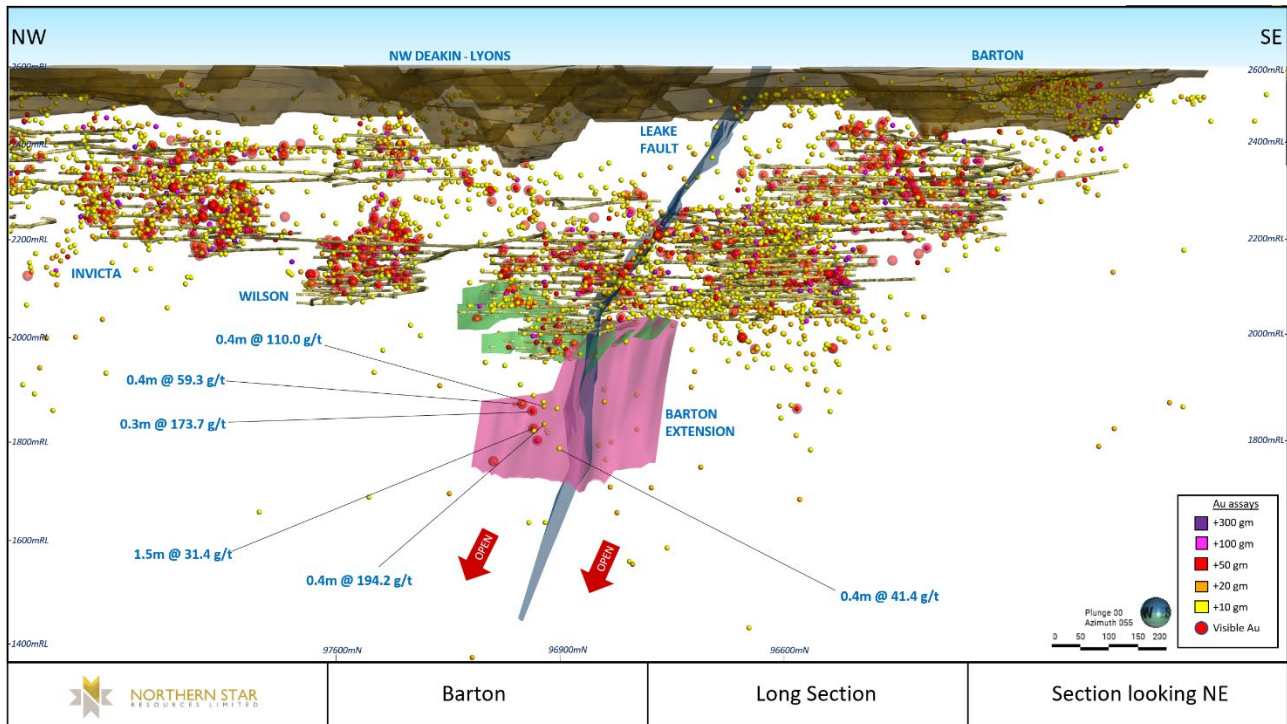 NW
NW DEAKIN - LYONS
BARTON
SE
2600mRL
2600mRL
LEAKE
FAULT
2400mRL
2400mRL
2200mRL
2200mRL
INVICTA
WILSON
2000mRL
2000mRL
0.4m @ 110.0 g/t
0.4m @ 59.3 g/t
0.3m @ 173.7 g/t
BARTON
EXTENSION
1800mRL
1800mRL
1.5m @ 31.4 g/t
0.4m @ 194.2 g/t
0.4m @ 41.4 g/t
OPEN
OPEN
1600mRL
1400mRL
97600mN
96900mN
96600mN
Au assays
+300 gm
+100 gm
+50 gm
+20 gm
+10 gm
Visible Au
Plunge 00
Azimuth 055
W S
0 50 100 150 200
NORTHERN STAR
RESOURCES LIMITED
Barton
Long Section
Section looking NE